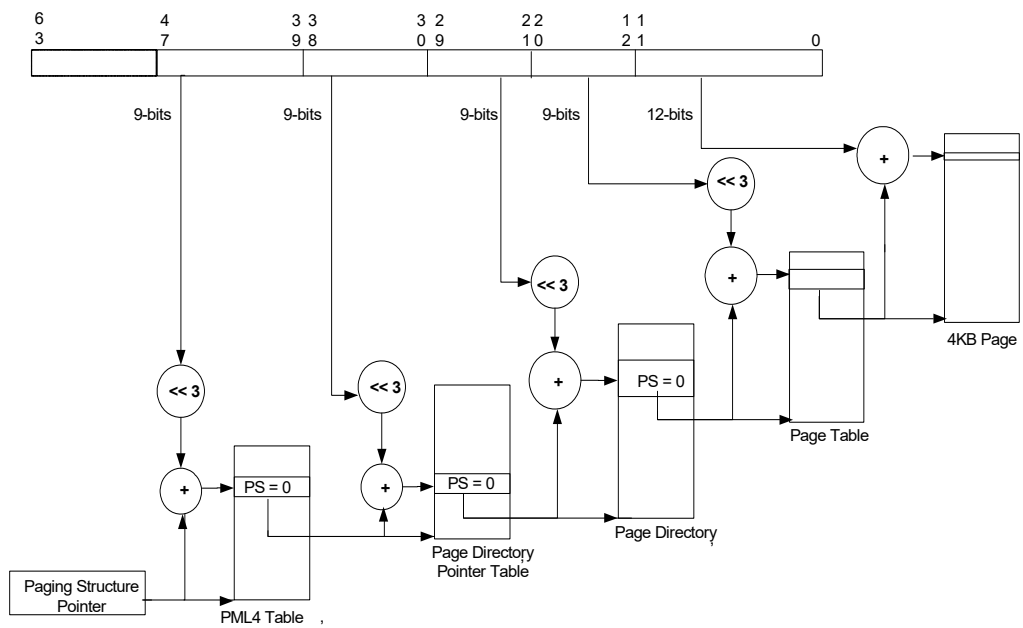 6 4 3 3 3 2 2 2 1 1
3 7 9 8 0 9 1 0 2 1 0
9-bits 9-bits 9-bits 9-bits 12-bits
+
<< 3
<< 3
+
+
4KB Page
<< 3 << 3
+ PS = 0
Page Table
+ PS = 0 + PS = 0
Page Directory,
Page Directory,
Pointer Table
Paging Structure
Pointer
PML4 Table ,